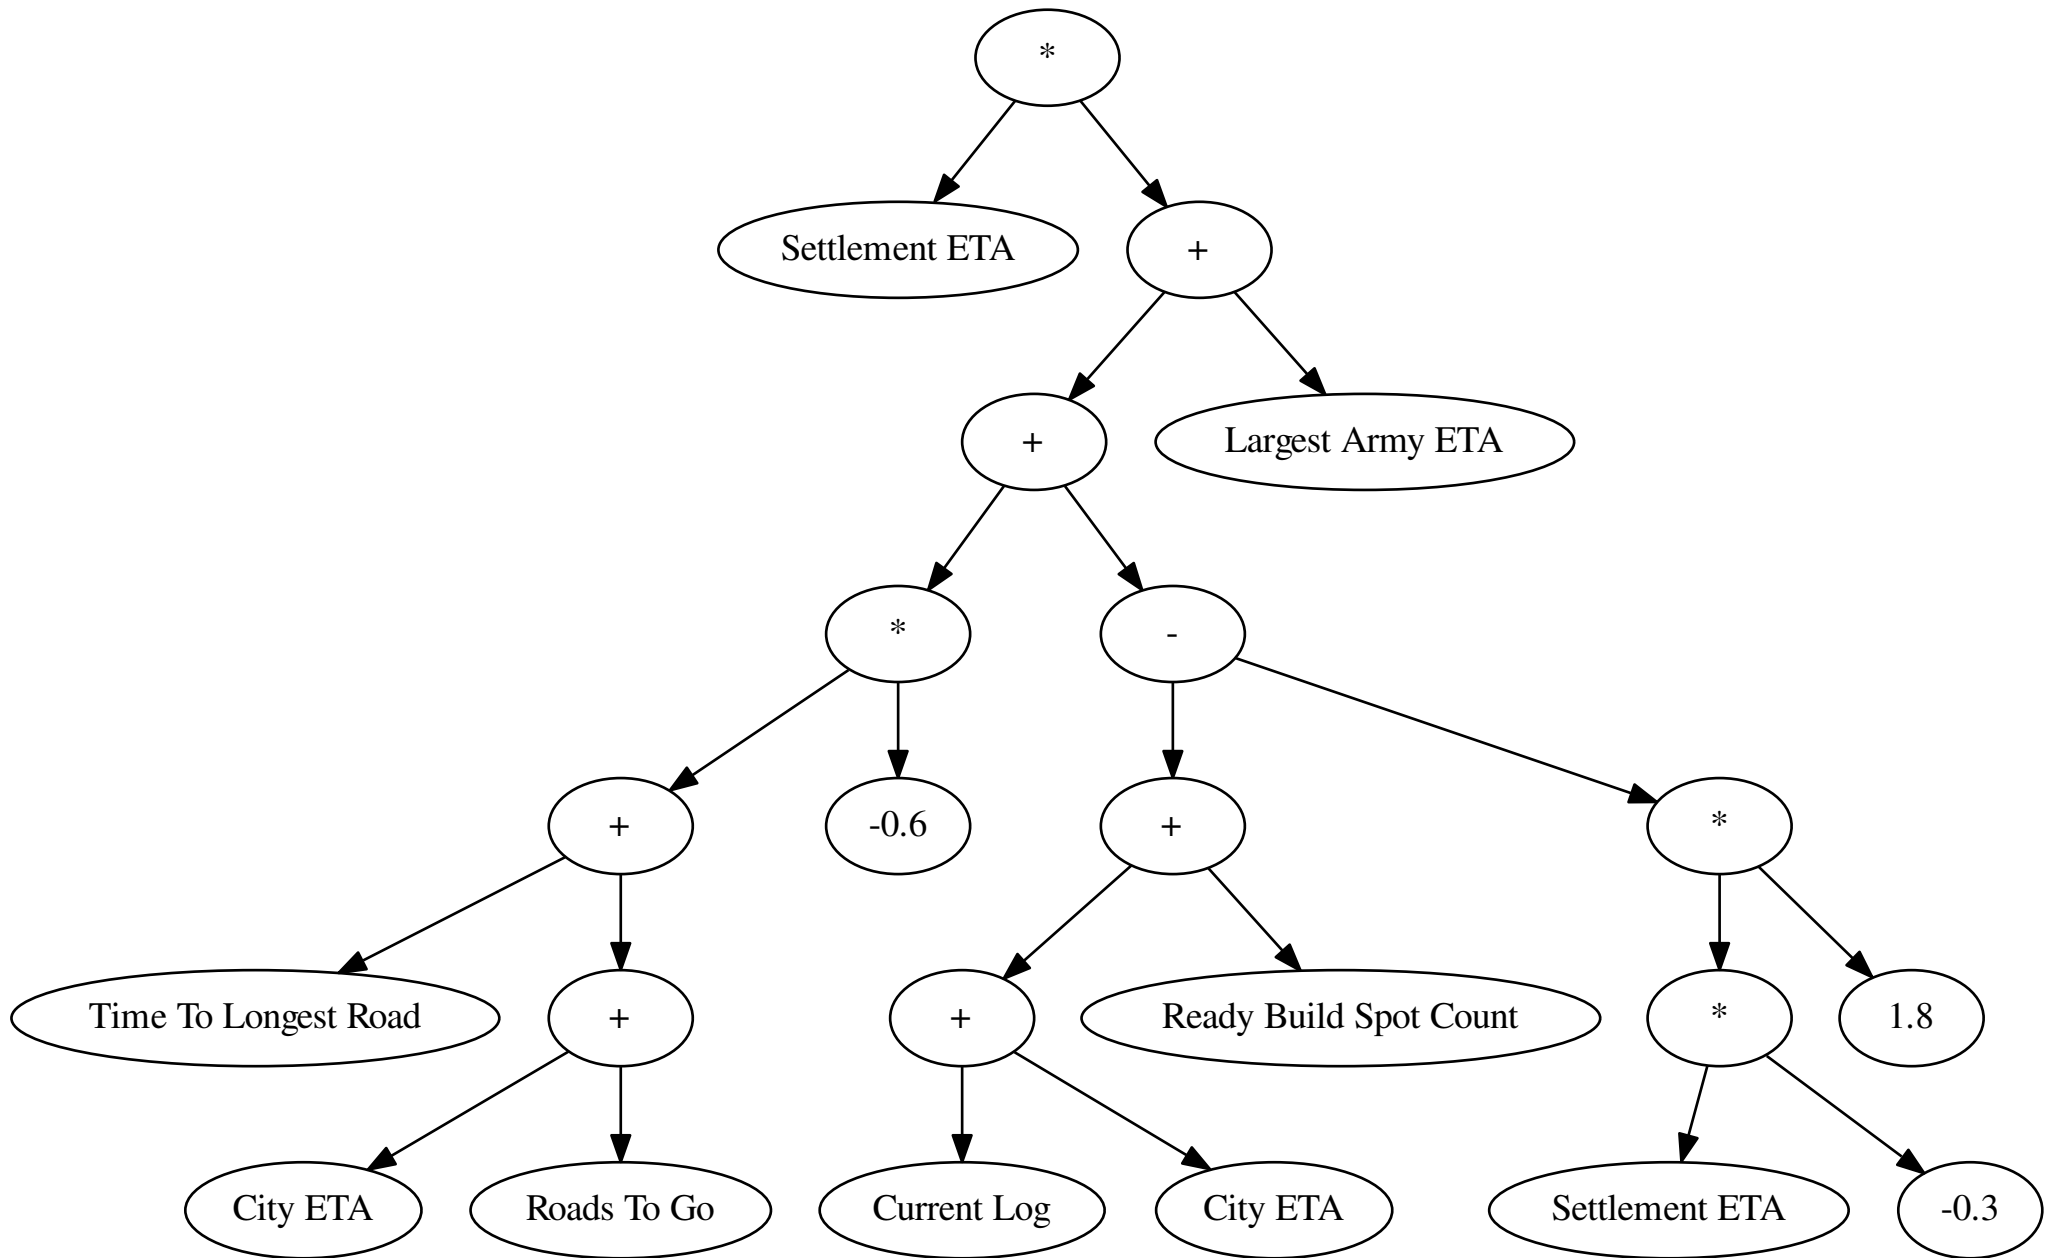 *
Settlement ETA
+
+
Largest Army ETA
*
-
+
-0.6
+
*
Time To Longest Road
+
+
Ready Build Spot Count
*
1.8
City ETA
Roads To Go
Current Log
City ETA
Settlement ETA
-0.3